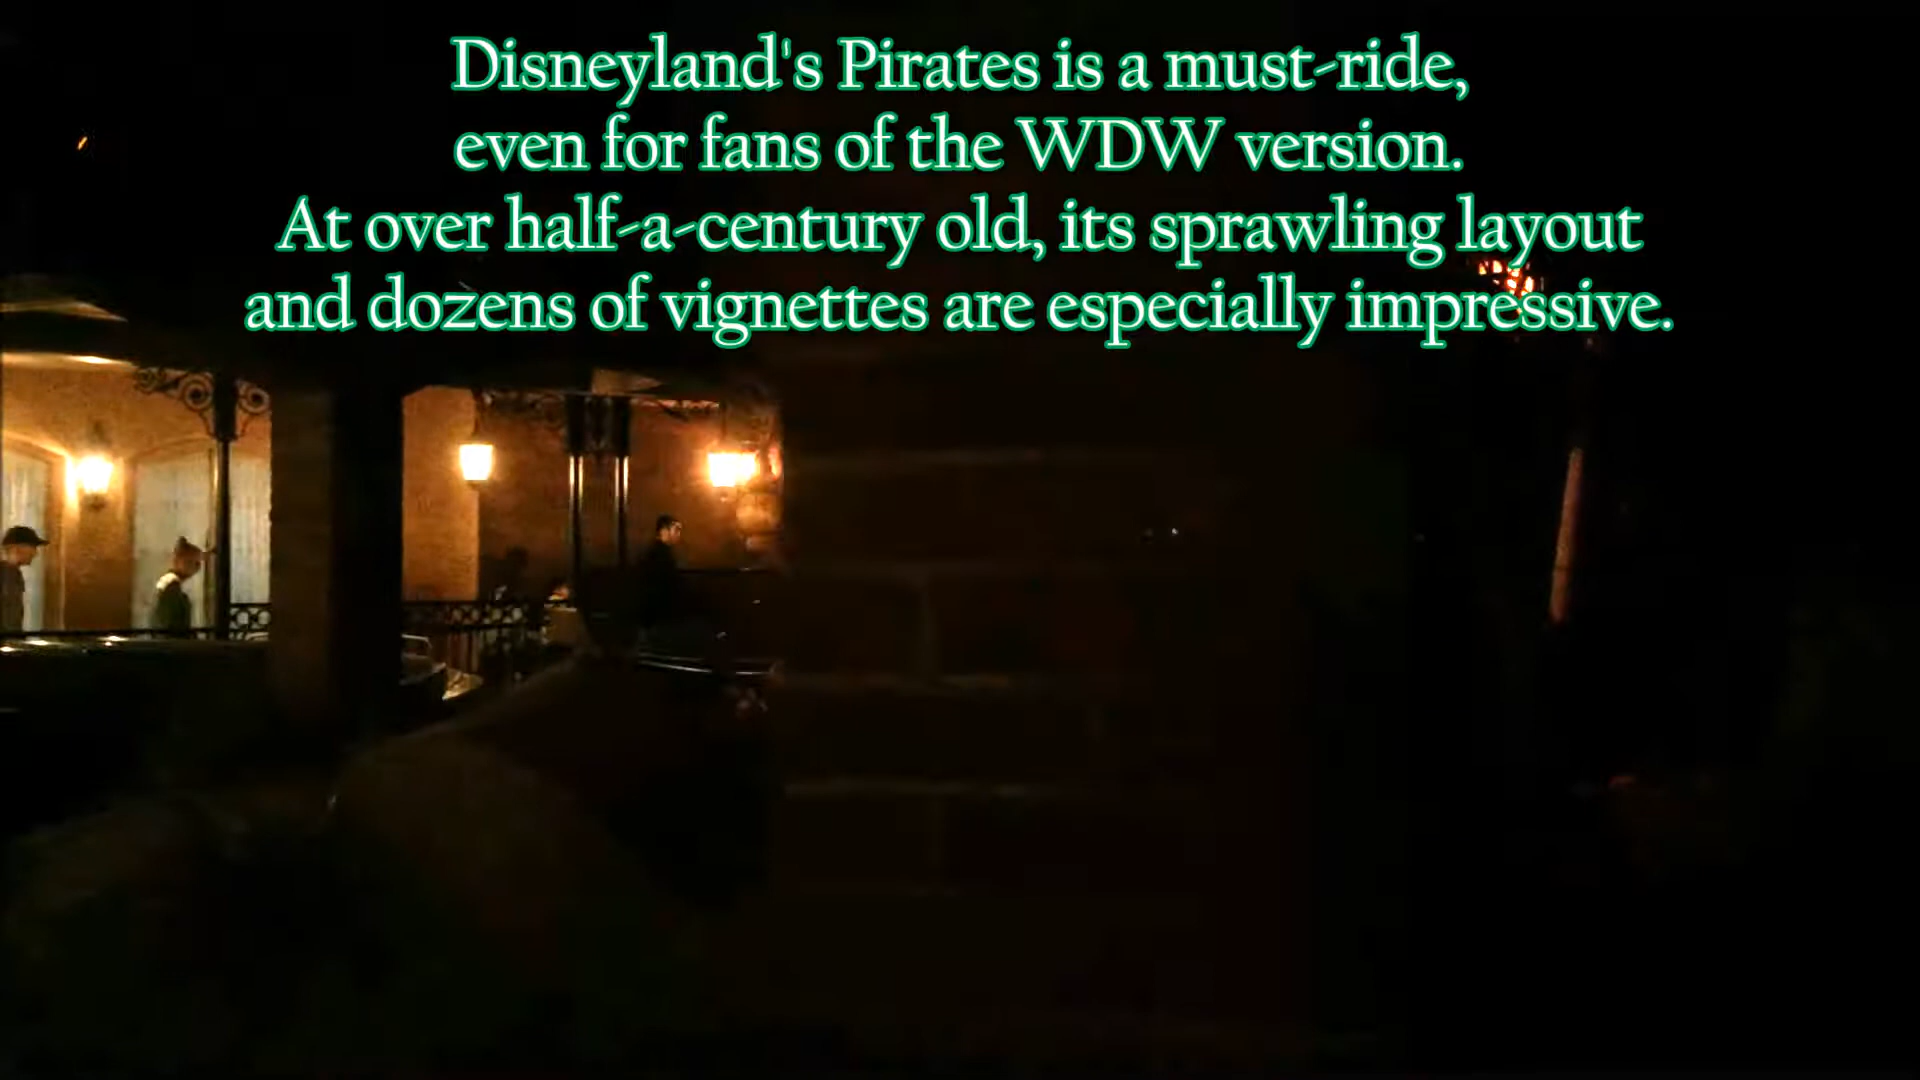 Disneyland's Pirates is a must-ride,
even for fans of the WDW version.
At over half-a-century old, its sprawling layout
and dozens of vignettes are especially impressive.